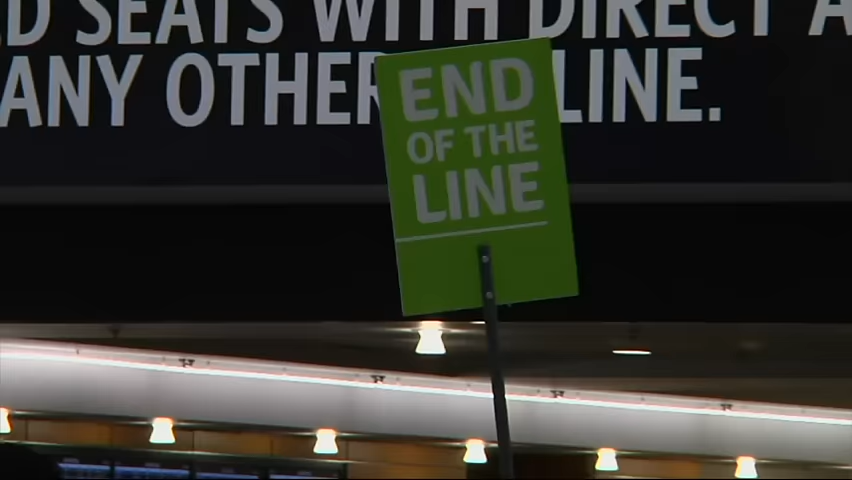 SEATS WITH DIRECT
ANY OTHER LINE.
END
OF THE
LINE